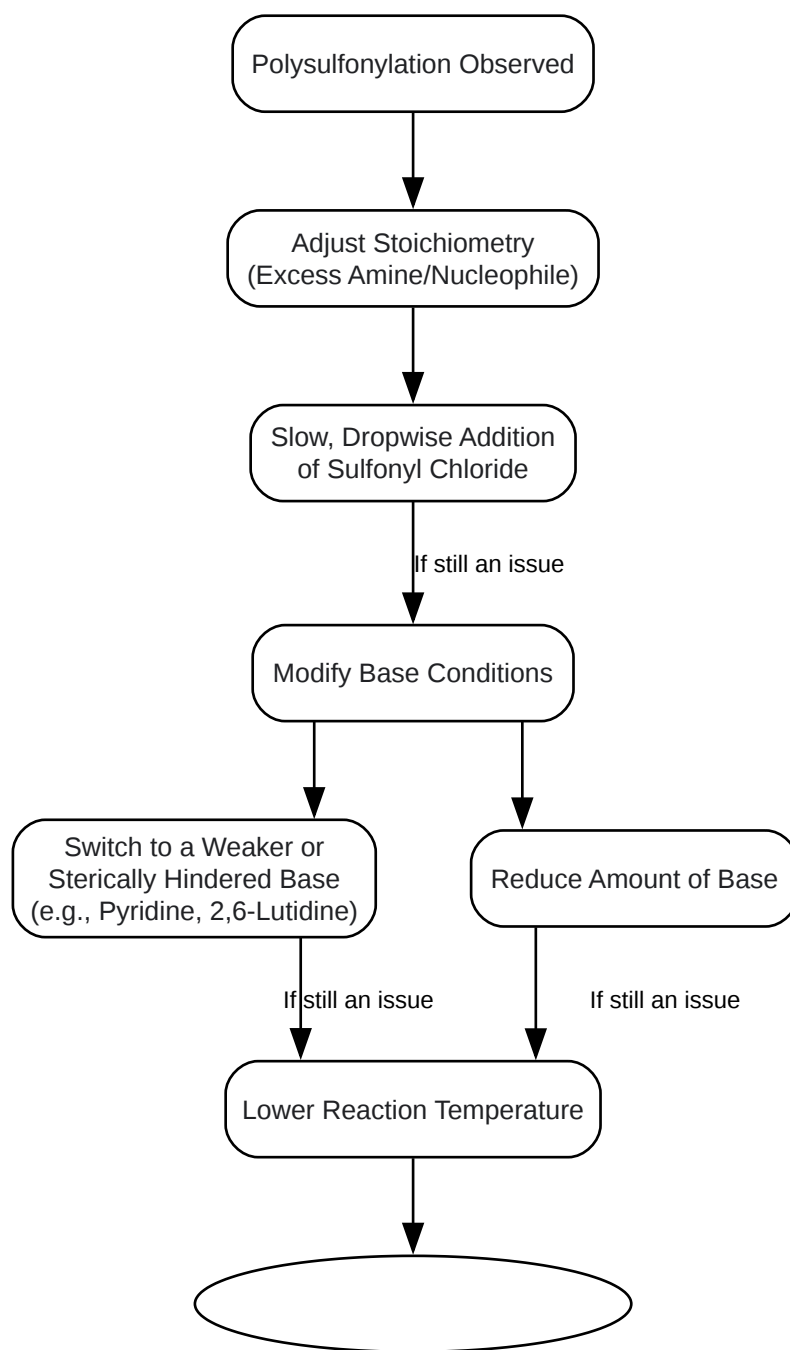 Polysulfonylation Observed
Adjust Stoichiometry
(Excess Amine/Nucleophile)
Slow, Dropwise Addition
of Sulfonyl Chloride
If still an issue
Modify Base Conditions
Switch to a Weaker or
Sterically Hindered Base
(e.g., Pyridine, 2,6-Lutidine)
Reduce Amount of Base
If still an issue
If still an issue
Lower Reaction Temperature